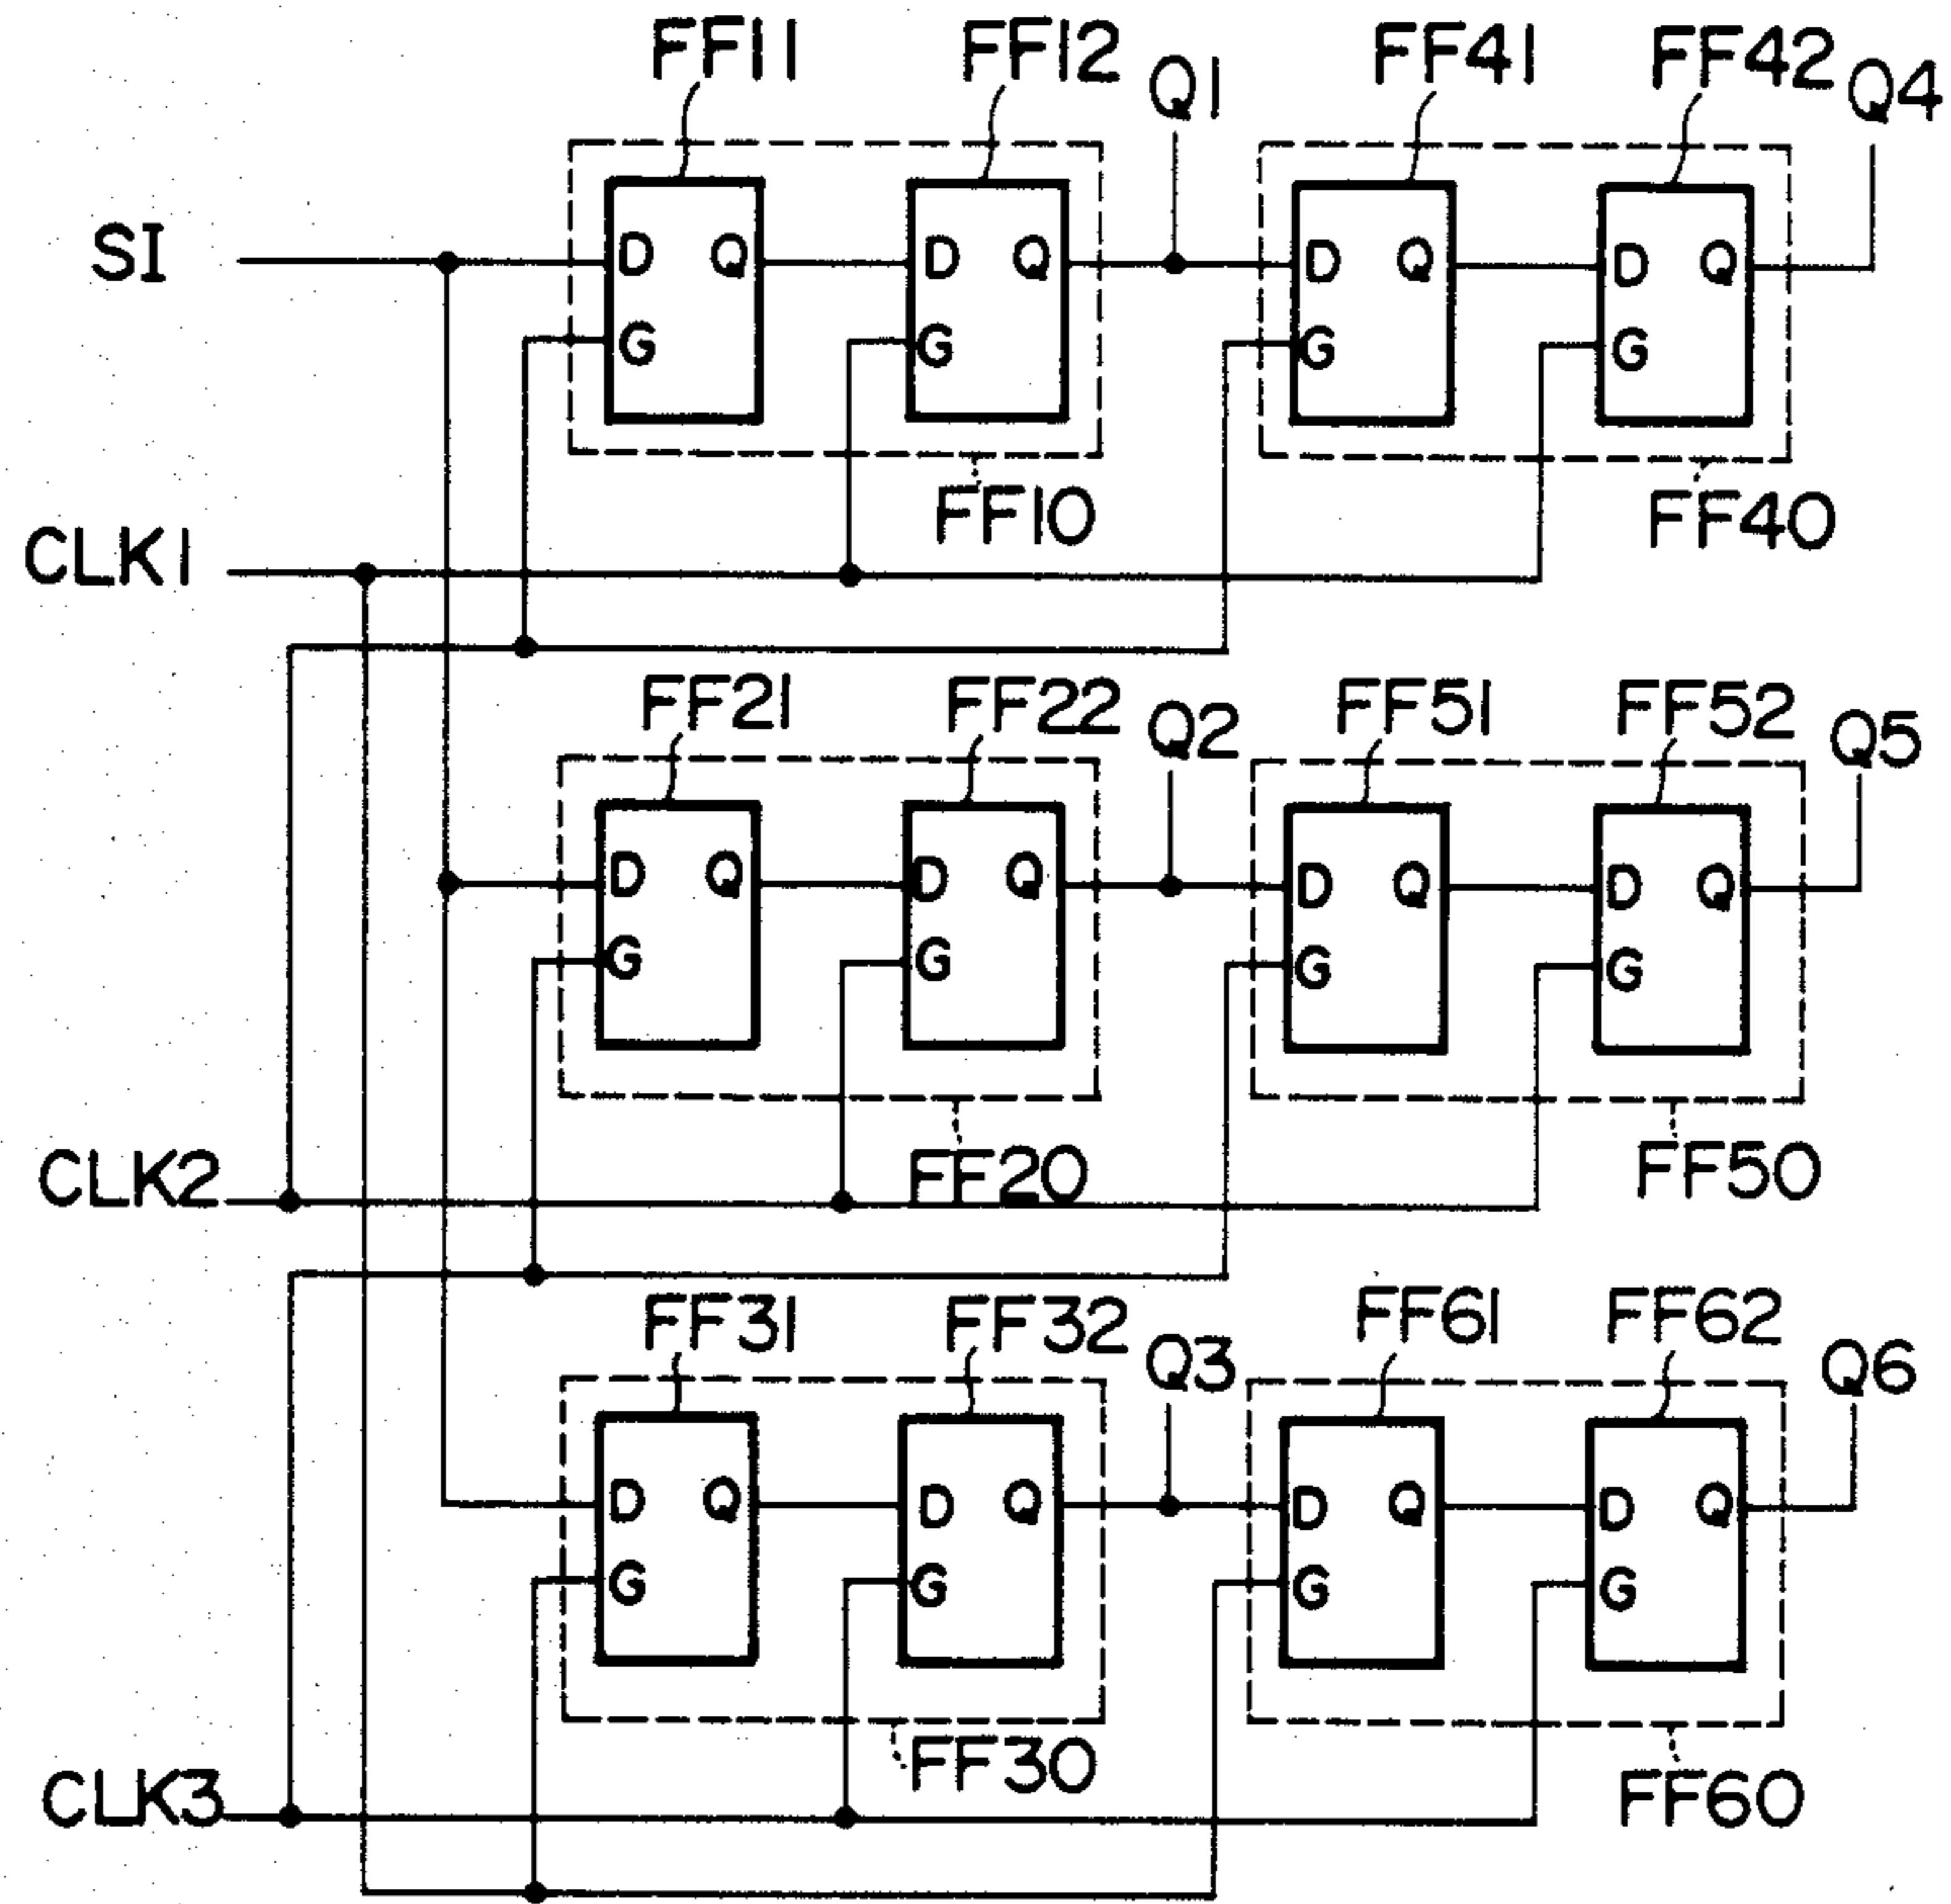 FF11 FF12 Q1 FF41 FF42 Q4
SI
D Q D Q D Q D Q
G G G G
FF10 FF40
CLK1
FF21 FF22 Q2 FF51 FF52 Q5
D Q D Q D Q D Q
G G G G
CLK2 FF20 FF50
FF31 FF32 Q3 FF61 FF62 Q6
D Q D Q D Q D Q
G G G G
FF30
CLK3 FF60